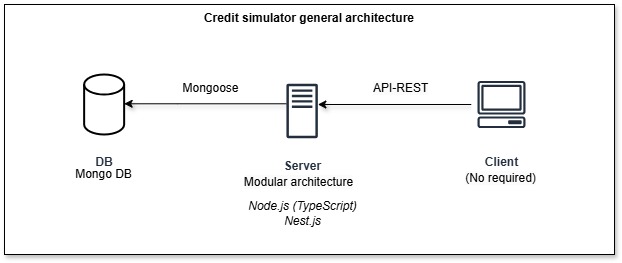 Credit simulator general architecture
Mongoose
API-REST
DB
Mongo DB
Server
Modular architecture
Node.js (TypeScript)
Nest.js
Client
(No required)